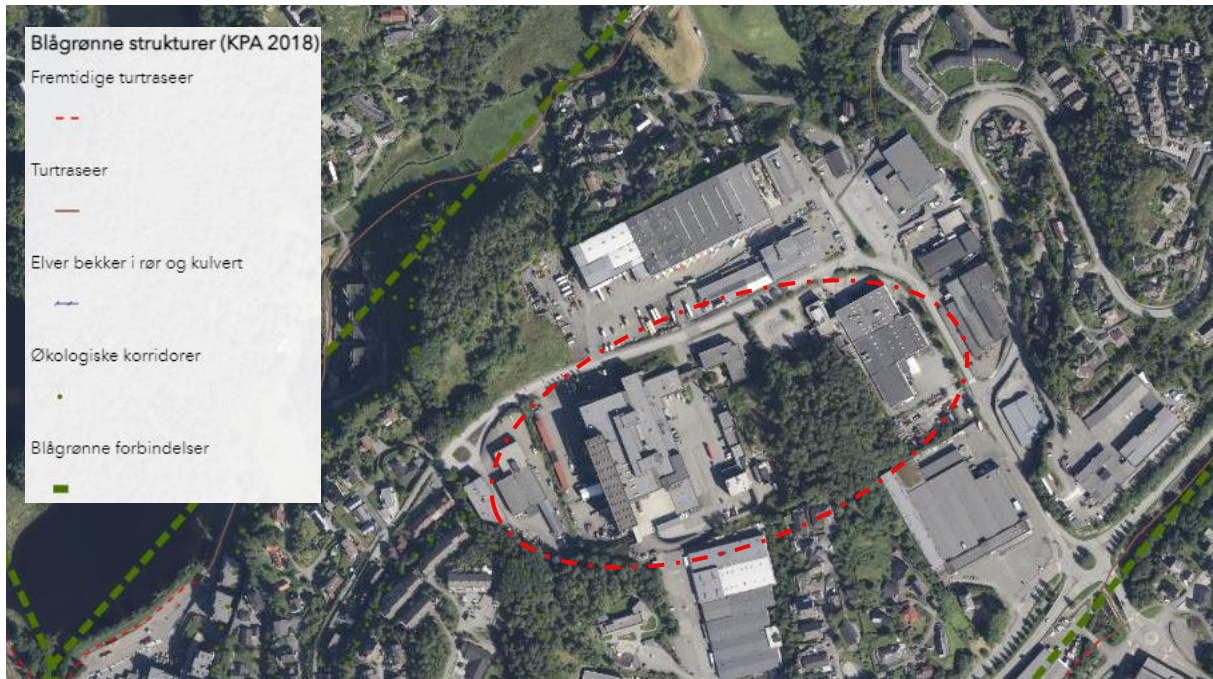 Blågrønne strukturer (KPA 2018)
Fremtidige turtraseer
Turtraseer
Elver bekker i rør og kulvert
Økologiske korridorer
Blågrønne forbindelser